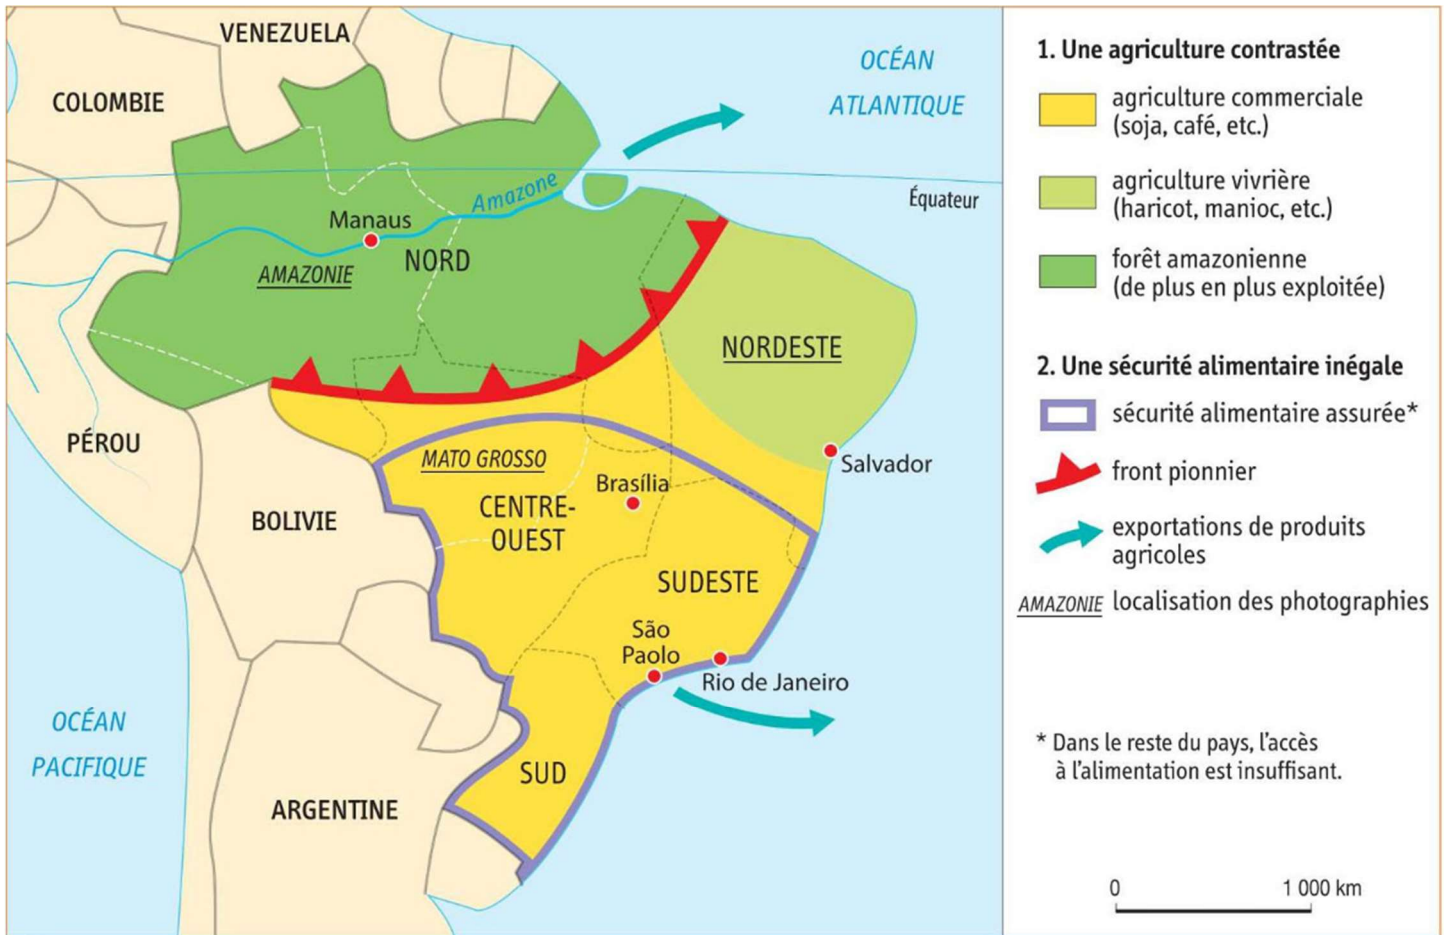 VENEZUELA
COLOMBIE
OCÉAN
ATLANTIQUE
Équateur
Amazone
Manaus
NORD
AMAZONIE
NORDESTE
PÉROU
MATO GROSSO
Salvador
Brasília
CENTRE-
OUEST
BOLIVIE
SUDESTE
São
Paolo
Rio de Janeiro
OCÉAN
PACIFIQUE
SUD
ARGENTINE
1. Une agriculture contrastée
agriculture commerciale
(soja, café, etc.)
agriculture vivrière
(haricot, manioc, etc.)
forêt amazonienne
(de plus en plus exploitée)
2. Une sécurité alimentaire inégale
sécurité alimentaire assurée*
front pionnier
exportations de produits
agricoles
AMAZONIE localisation des photographies
* Dans le reste du pays, l'accès
à l'alimentation est insuffisant.
0 1 000 km